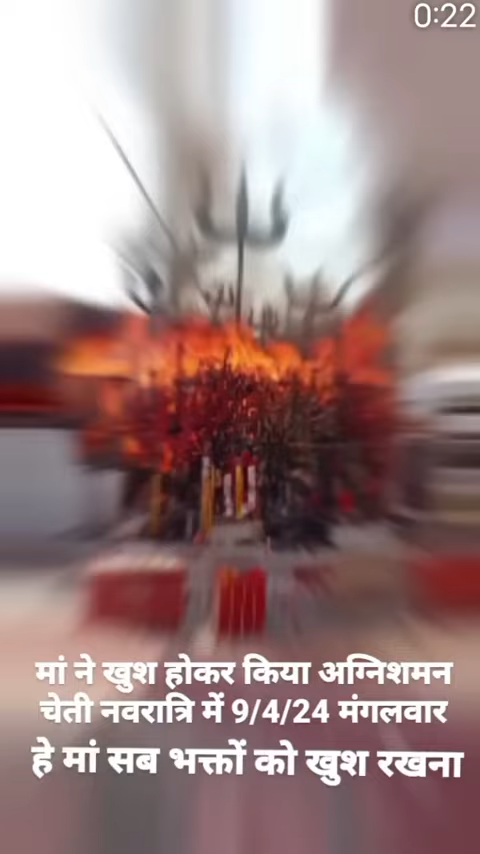 0:22
मां ने खुश होकर किया अग्निशमन
चेती नवरात्रि में 9/4/24 मंगलवार
हे मां सब भक्तों को खुश रखना